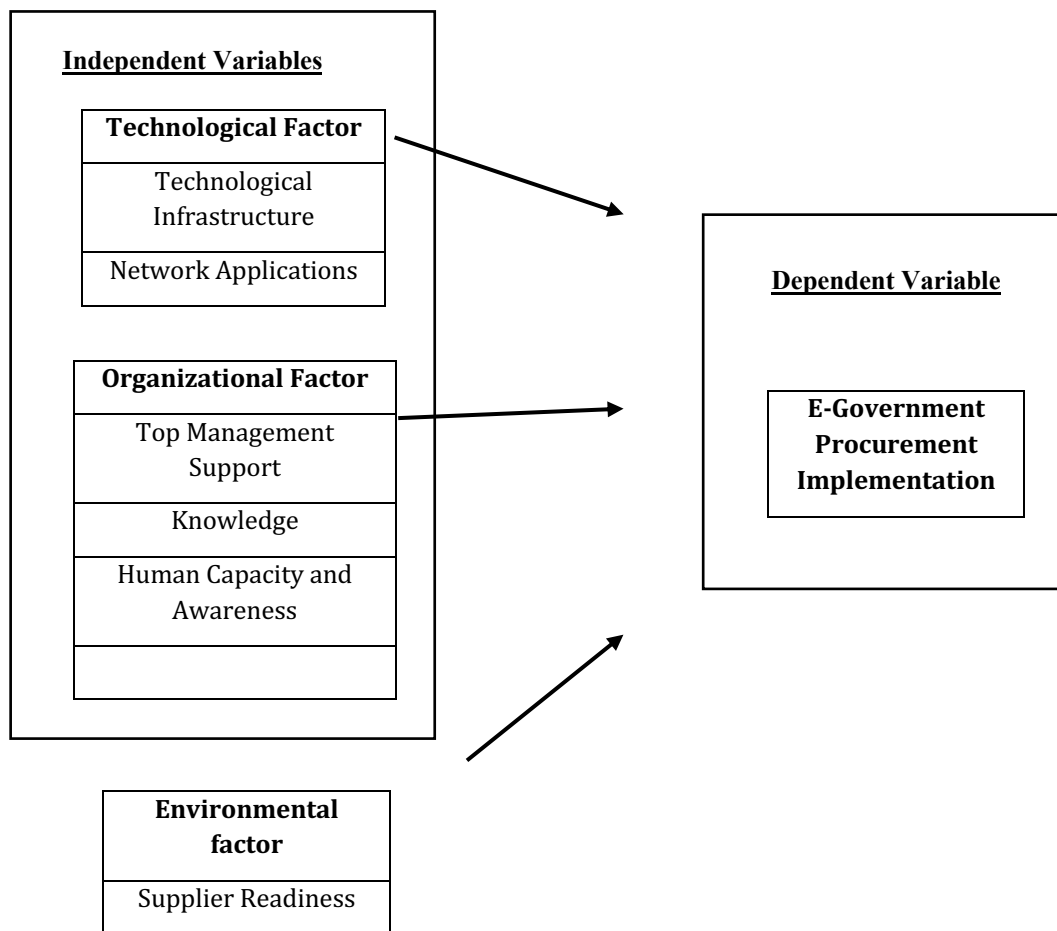 Independent Variables
Technological Factor
Technological
Infrastructure
Network Applications
Organizational Factor
Top Management
Support
Knowledge
Human Capacity and
Awareness
Environmental
factor
Supplier Readiness
Dependent Variable
E-Government
Procurement
Implementation